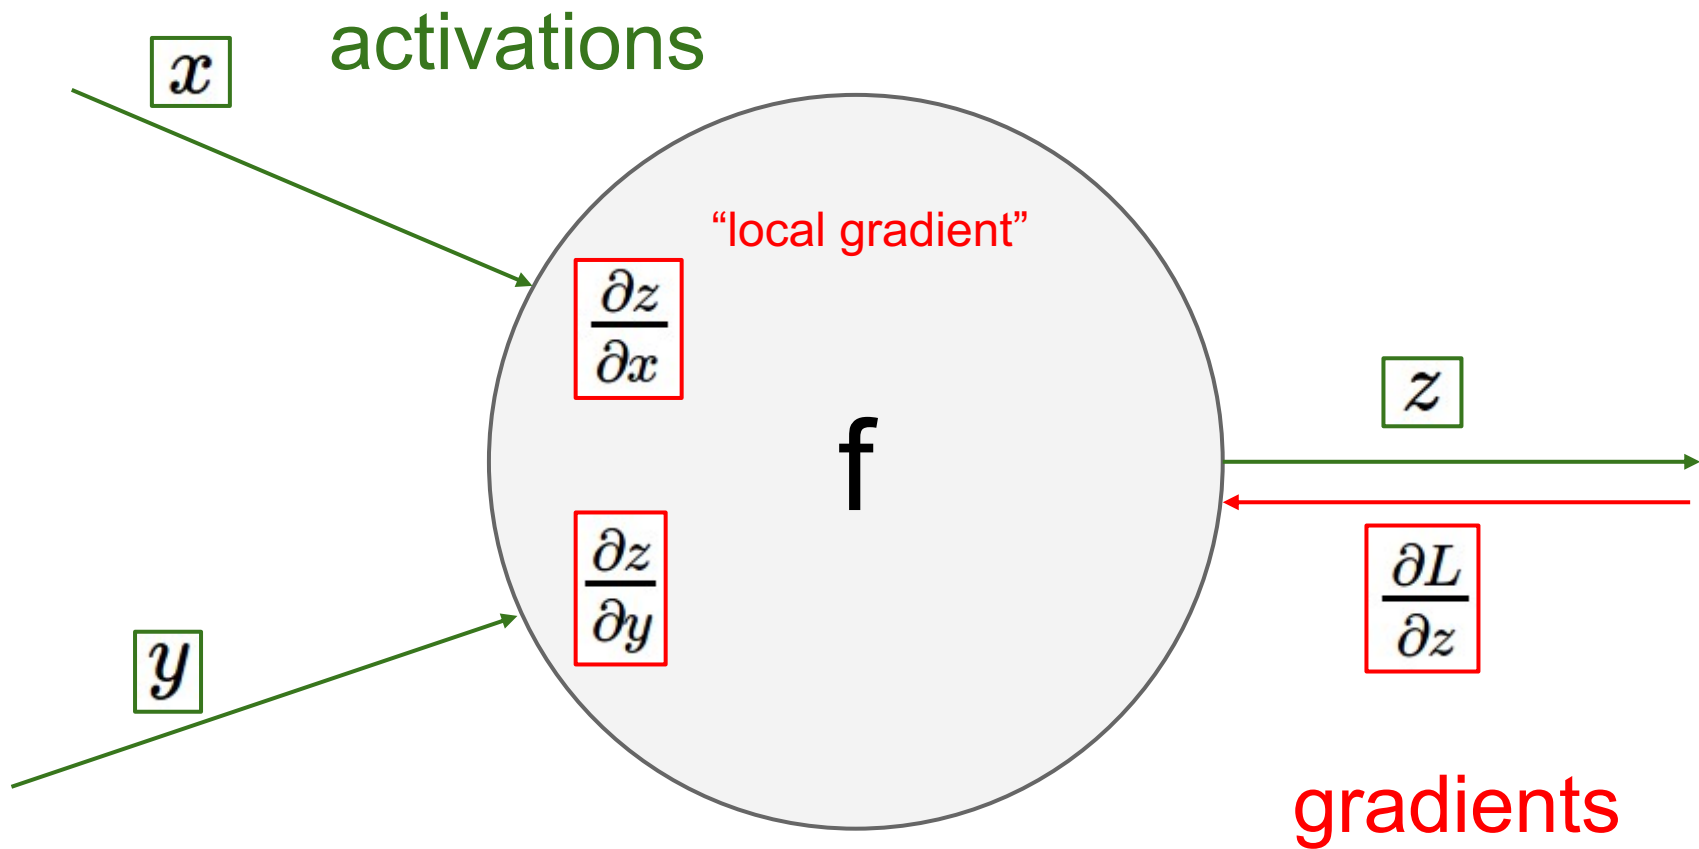 activations
x
“local gradient”
∂z
∂x
f
z
∂z
∂y
∂L
∂z
y
gradients